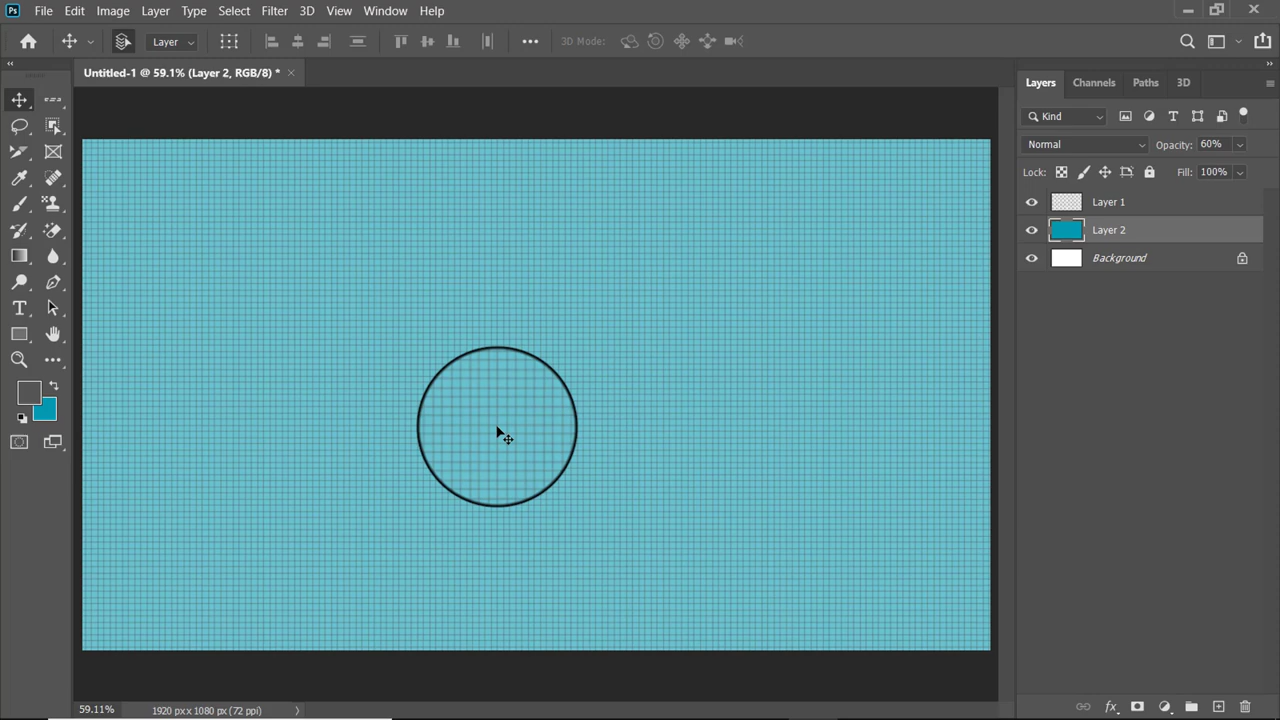 Ps File Edit Image Layer Type Select Filter 3D View Window Help
Layer 3D Mode:
Untitled-1 @ 59.1% (Layer 2, RGB/8) *
Layers Channels Paths 3D
Kind
Normal Opacity: 60%
Lock: Fill: 100%
Layer 1
Layer 2
Background
fx
59.11% 1920 px x 1080 px (72 ppi)